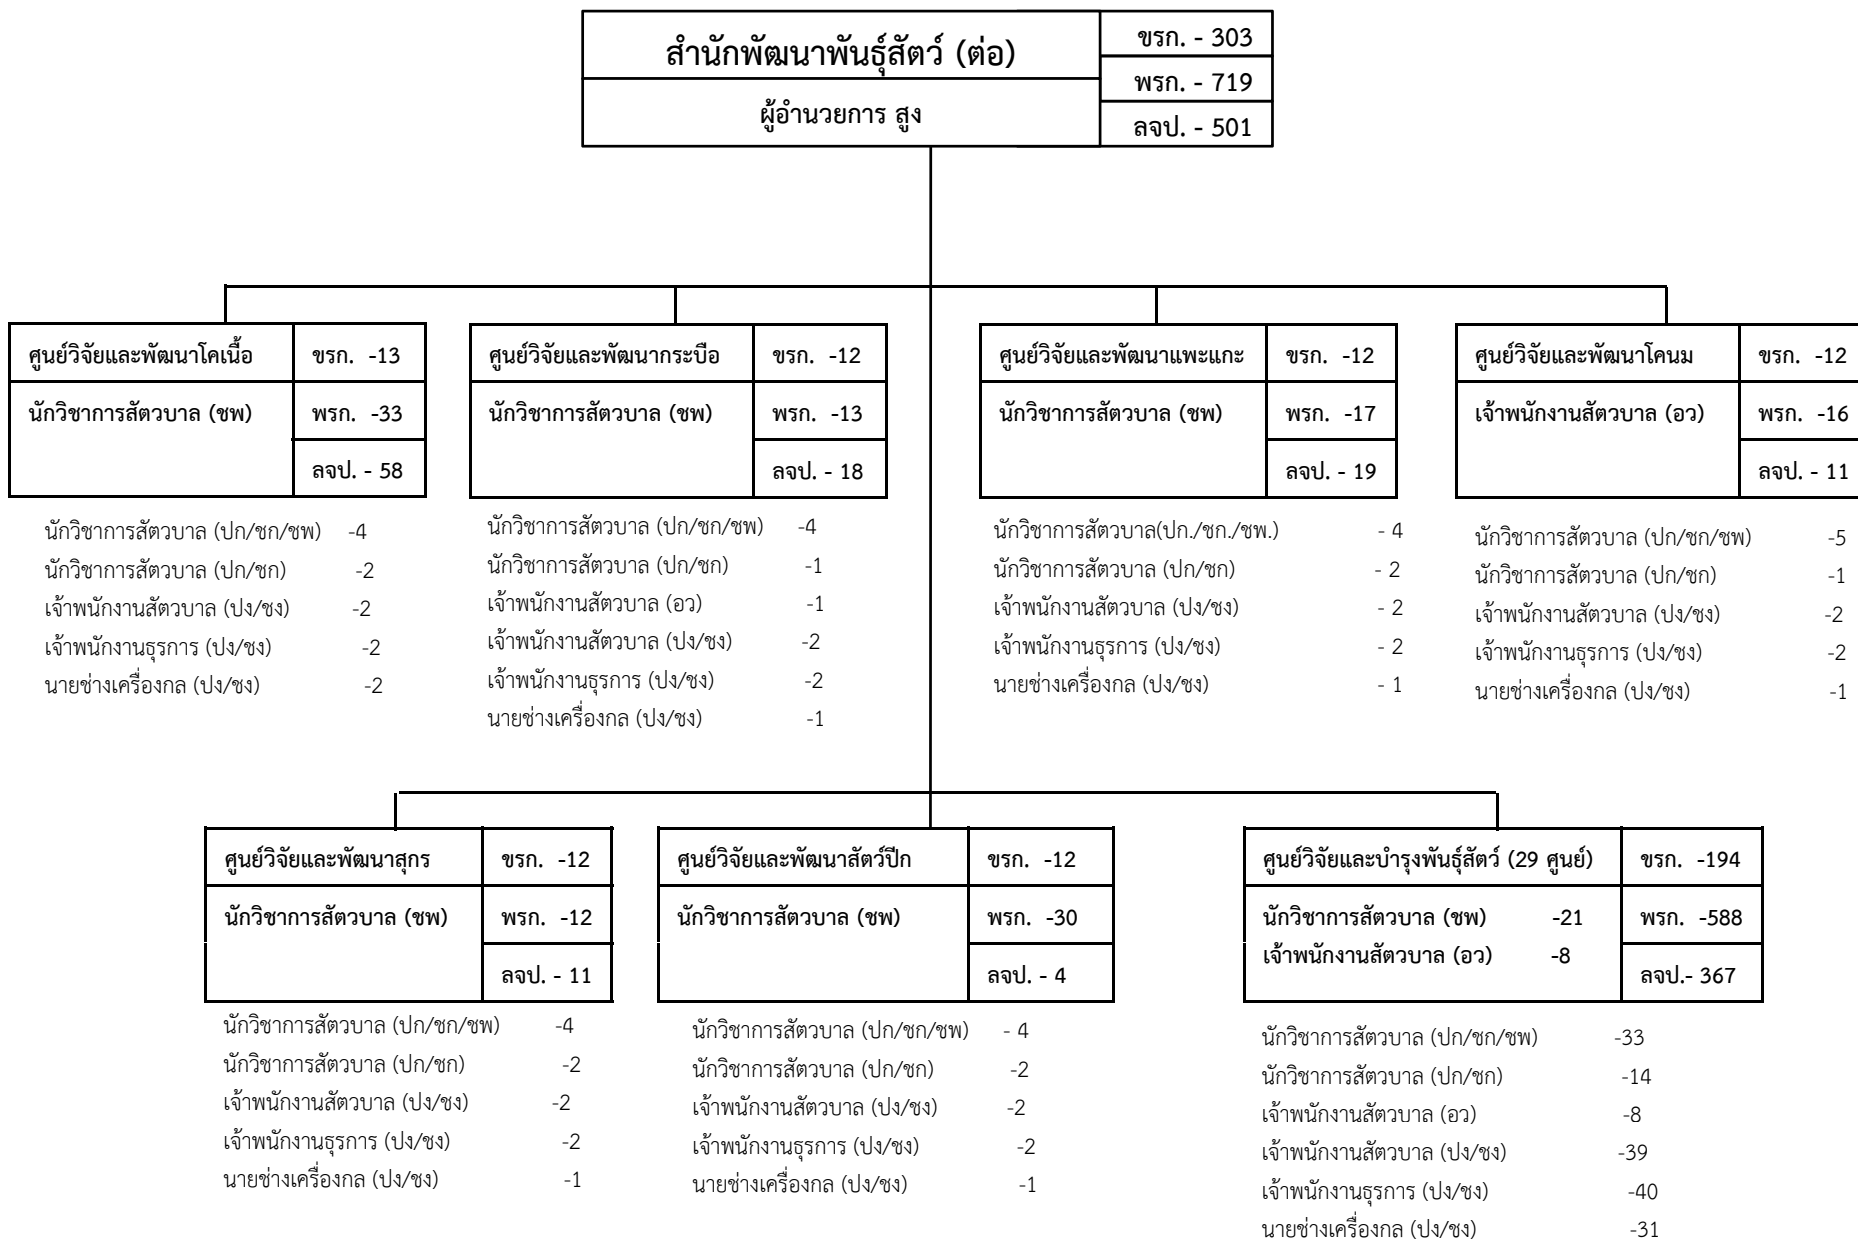 สำนักพัฒนาพันธุ์สัตว์ (ต่อ)
ผู้อำนวยการ สูง
ขรก. - 303
พรก. - 719
ลจป. - 501
ศูนย์วิจัยและพัฒนาโคเนื้อ
ขรก. -13
นักวิชาการสัตวบาล (ชพ)
พรก. -33
ลจป. - 58
นักวิชาการสัตวบาล (ปก/ชก/ชพ) -4
นักวิชาการสัตวบาล (ปก/ชก) -2
เจ้าพนักงานสัตวบาล (ปง/ชง) -2
เจ้าพนักงานธุรการ (ปง/ชง) -2
นายช่างเครื่องกล (ปง/ชง) -2
ศูนย์วิจัยและพัฒนากระบือ
ขรก. -12
นักวิชาการสัตวบาล (ชพ)
พรก. -13
ลจป. - 18
นักวิชาการสัตวบาล (ปก/ชก/ชพ) -4
นักวิชาการสัตวบาล (ปก/ชก) -1
เจ้าพนักงานสัตวบาล (อว) -1
เจ้าพนักงานสัตวบาล (ปง/ชง) -2
เจ้าพนักงานธุรการ (ปง/ชง) -2
นายช่างเครื่องกล (ปง/ชง) -1
ศูนย์วิจัยและพัฒนาแพะแกะ
ขรก. -12
นักวิชาการสัตวบาล (ชพ)
พรก. -17
ลจป. - 19
นักวิชาการสัตวบาล(ปก./ชก./ชพ.) - 4
นักวิชาการสัตวบาล (ปก/ชก) - 2
เจ้าพนักงานสัตวบาล (ปง/ชง) - 2
เจ้าพนักงานธุรการ (ปง/ชง) - 2
นายช่างเครื่องกล (ปง/ชง) - 1
ศูนย์วิจัยและพัฒนาโคนม
ขรก. -12
เจ้าพนักงานสัตวบาล (อว)
พรก. -16
ลจป. - 11
นักวิชาการสัตวบาล (ปก/ชก/ชพ) -5
นักวิชาการสัตวบาล (ปก/ชก) -1
เจ้าพนักงานสัตวบาล (ปง/ชง) -2
เจ้าพนักงานธุรการ (ปง/ชง) -2
นายช่างเครื่องกล (ปง/ชง) -1
ศูนย์วิจัยและพัฒนาสุกร
ขรก. -12
นักวิชาการสัตวบาล (ชพ)
พรก. -12
ลจป. - 11
นักวิชาการสัตวบาล (ปก/ชก/ชพ) -4
นักวิชาการสัตวบาล (ปก/ชก) -2
เจ้าพนักงานสัตวบาล (ปง/ชง) -2
เจ้าพนักงานธุรการ (ปง/ชง) -2
นายช่างเครื่องกล (ปง/ชง) -1
ศูนย์วิจัยและพัฒนาสัตว์ปีก
ขรก. -12
นักวิชาการสัตวบาล (ชพ)
พรก. -30
ลจป. - 4
นักวิชาการสัตวบาล (ปก/ชก/ชพ) - 4
นักวิชาการสัตวบาล (ปก/ชก) -2
เจ้าพนักงานสัตวบาล (ปง/ชง) -2
เจ้าพนักงานธุรการ (ปง/ชง) -2
นายช่างเครื่องกล (ปง/ชง) -1
ศูนย์วิจัยและบำรุงพันธุ์สัตว์ (29 ศูนย์)
ขรก. -194
นักวิชาการสัตวบาล (ชพ) -21
เจ้าพนักงานสัตวบาล (อว) -8
พรก. -588
ลจป.- 367
นักวิชาการสัตวบาล (ปก/ชก/ชพ) -33
นักวิชาการสัตวบาล (ปก/ชก) -14
เจ้าพนักงานสัตวบาล (อว) -8
เจ้าพนักงานสัตวบาล (ปง/ชง) -39
เจ้าพนักงานธุรการ (ปง/ชง) -40
นายช่างเครื่องกล (ปง/ชง) -31